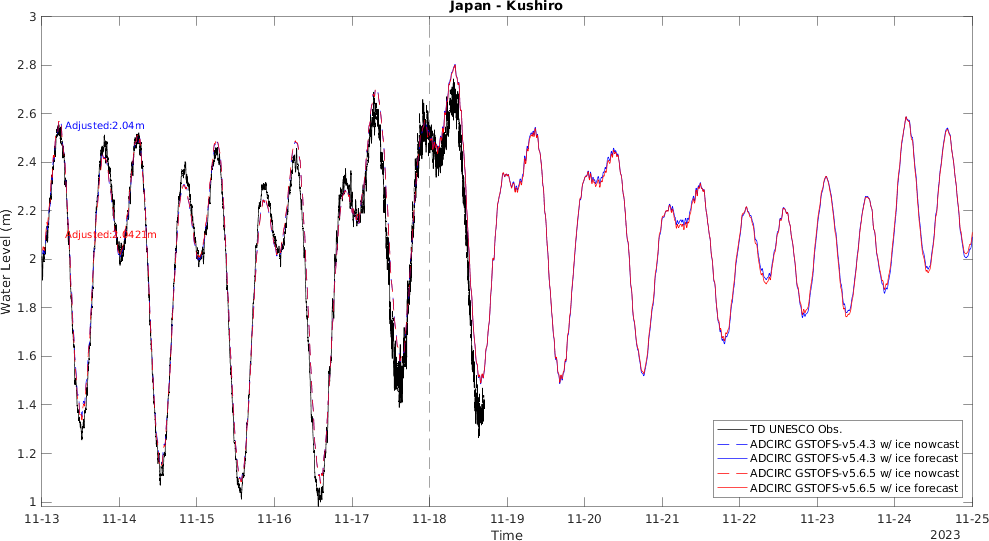 Japan - Kushiro
3
2.8
2.6
2.4
2.2
2
1.8
1.6
1.4
1.2
1
Water Level (m)
Adjusted:2.04m
Adjusted:2.0421m
TD UNESCO Obs.
ADCIRC GSTOFS-v5.4.3 w/ ice nowcast
ADCIRC GSTOFS-v5.4.3 w/ ice forecast
ADCIRC GSTOFS-v5.6.5 w/ ice nowcast
ADCIRC GSTOFS-v5.6.5 w/ ice forecast
11-13 11-14 11-15 11-16 11-17 11-18 11-19 11-20 11-21 11-22 11-23 11-24 11-25
Time
2023